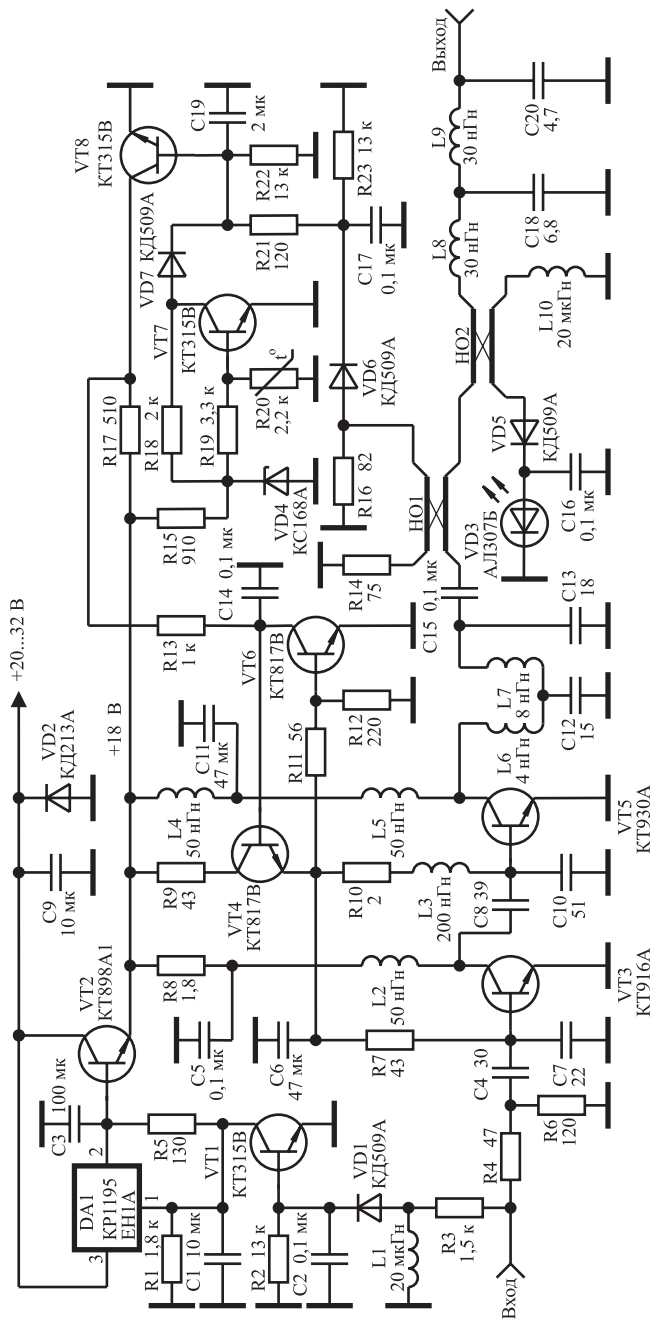 +20...32 В
VD2
КД213А
+18  В
C9
10 мк
VT2
КТ898А1
C3  100 мк
DA1
КР1195
ЕН1А
3
2
1
R5
130
R1  1,8 к
C1  10 мк
VT1
КТ315В
R2  13 к
C2  0,1 мк
VD1
КД509А
L1
20 мкГн
R3
1,5 к
Вход
R4  47
R6
120
C4  30
C7
22
R7
43
C6
47 мк
C5
0,1 мк
R8
1,8
L2
50 нГн
VT3
КТ916А
R9
43
VT4
КТ817В
R10
2
L3
200 нГн
C8 39
C10
51
L4
50 нГн
C11
47 мк
L5
50 нГн
VT5
КТ930А
R11  56
R12
220
VT6
КТ817В
R13
1 к
C14  0,1 мк
L6
4 нГн
L7
8 нГн
C12
15
C13
18
C15  0,1 мк
R14
75
R15
910
R17  510
R18  2 к
R19  3,3 к
VD4
КС168А
R20
2,2 к
t°
VT7
КТ315В
VD7  КД509А
VT8
КТ315В
C19
2 мк
R22
13 к
R21
120
R23  13 к
C17
0,1 мк
VD6
КД509А
R16  82
НО1
НО2
VD3
АЛ307Б
VD5
КД509А
C16
0,1 мк
L10
20 мкГн
L8
30 нГн
L9
30 нГн
C18
6,8
C20
4,7
Выход